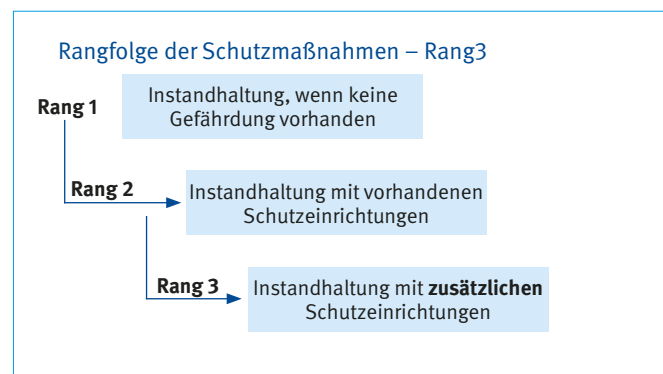 Rangfolge der Schutzmaßnahmen – Rang3
Rang 1
Instandhaltung, wenn keine
Gefährdung vorhanden
Rang 2
Instandhaltung mit vorhandenen
Schutzeinrichtungen
Rang 3
Instandhaltung mit zusätzlichen
Schutzeinrichtungen